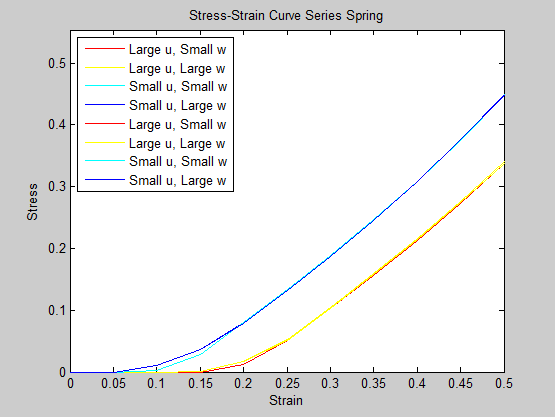 Stress-Strain Curve Series Spring
Large u, Small w
Large u, Large w
Small u, Small w
Small u, Large w
Large u, Small w
Large u, Large w
Small u, Small w
Small u, Large w
0.5
0.4
0.3
0.2
0.1
0
Stress
0 0.05 0.1 0.15 0.2 0.25 0.3 0.35 0.4 0.45 0.5
Strain